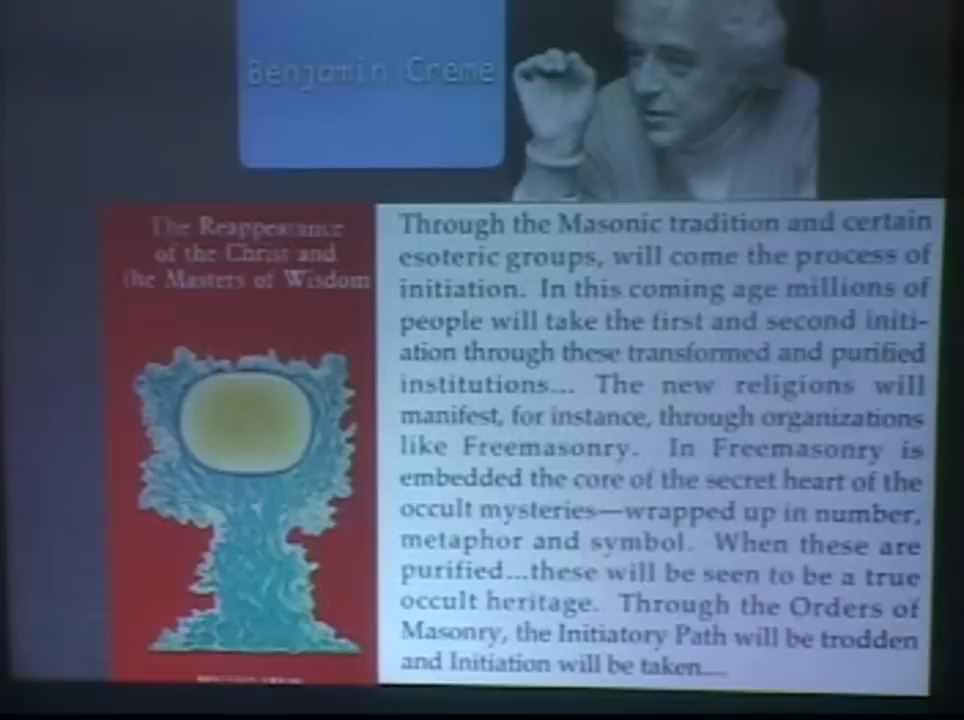 Benjamin Creme
The Reappearance
of the Christ and
the Masters of Wisdom
Through the Masonic tradition and certain
esoteric groups, will come the process of
initiation. In this coming age millions of
people will take the first and second initi-
ation through these transformed and purified
institutions... The new religions will
manifest, for instance, through organizations
like Freemasonry. In Freemasonry is
embedded the core of the secret heart of the
occult mysteries—wrapped up in number,
metaphor and symbol. When these are
purified...these will be seen to be a true
occult heritage. Through the Orders of
Masonry, the Initiatory Path will be trodden
and Initiation will be taken....